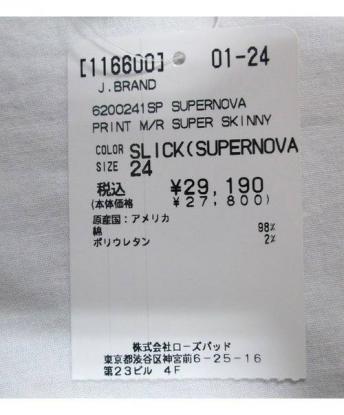 [116600] 01-24
J.BRAND
6200241SP SUPERNOVA
PRINT M/R SUPER SKINNY
COLOR SLICK(SUPERNOVA
SIZE 24
税込 ¥29,190
(本体価格 ¥27,800)
原産国：アメリカ
綿 98%
ポリウレタン 2%
株式会社ローズバッド
東京都渋谷区神宮前6-25-16
第23ビル 4F